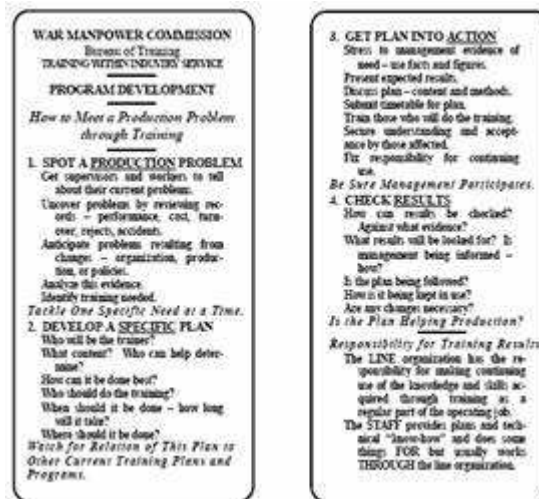 WAR MANPOWER COMMISSION
Bureau of Training
TRAINING WITHIN INDUSTRY SERVICE
PROGRAM DEVELOPMENT
How to Meet a Production Problem
through Training
1. SPOT A PRODUCTION PROBLEM
Get supervisors and workers to tell
about their current problems.
Uncover problems by reviewing rec-
ords – performance, cost, turn-
over, rejects, accidents.
Anticipate problems resulting from
changes – organization, produc-
tion, or policies.
Analyze this evidence.
Identify training needed.
Tackle One Specific Need at a Time.
2. DEVELOP A SPECIFIC PLAN
Who will be the trainer?
What content? Who can help deter-
mine?
How can it be done best?
Who should do the training?
When should it be done – how long
will it take?
Where should it be done?
Watch for Relation of This Plan to
Other Current Training Plans and
Programs.
3. GET PLAN INTO ACTION
Stress to management evidence of
need – use facts and figures.
Present expected results.
Discuss plan – content and methods.
Submit timetable for plan.
Train those who will do the training.
Secure understanding and accept-
ance by those affected.
Fix responsibility for continuing
use.
Be Sure Management Participates.
4. CHECK RESULTS
How can results be checked?
Against what evidence?
What results will be looked for? Is
management being informed –
how?
Is the plan being followed?
How is it being kept in use?
Are any changes necessary?
Is the Plan Helping Production?
Responsibility for Training Results
The LINE organization has the re-
sponsibility for making continuing
use of the knowledge and skills ac-
quired through training as a
regular part of the operating job.
The STAFF provides plans and tech-
nical "know-how" and does some
things FOR but usually works
THROUGH the line organization.